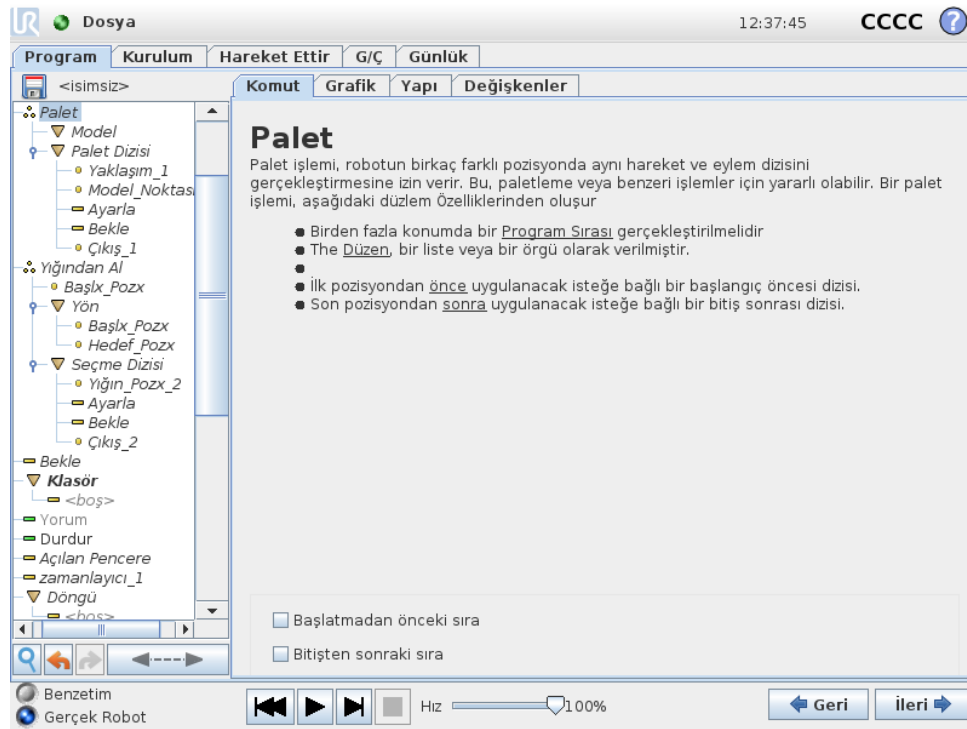 UR Dosya 12:37:45 CCCC ?
Program Kurulum Hareket Ettir G/Ç Günlük
<isimsiz>
Komut Grafik Yapı Değişkenler
Palet
Model
Palet Dizisi
Yaklaşım_1
Model_Noktas
Ayarla
Bekle
Çıkış_1
Yığından Al
Başlx_Pozx
Yön
Başlx_Pozx
Hedef_Pozx
Seçme Dizisi
Yığın_Pozx_2
Ayarla
Bekle
Çıkış_2
Bekle
Klasör
<boş>
Yorum
Durdur
Açılan Pencere
zamanlayıcı_1
Döngü
<boş>
Palet
Palet işlemi, robotun birkaç farklı pozisyonda aynı hareket ve eylem dizisini
gerçekleştirmesine izin verir. Bu, paletleme veya benzeri işlemler için yararlı olabilir. Bir palet
işlemi, aşağıdaki düzlem Özelliklerinden oluşur
● Birden fazla konumda bir Program Sırası gerçekleştirilmelidir
● The Düzen, bir liste veya bir örgü olarak verilmiştir.
●
● İlk pozisyondan önce uygulanacak isteğe bağlı bir başlangıç öncesi dizisi.
● Son pozisyondan sonra uygulanacak isteğe bağlı bir bitiş sonrası dizisi.
Başlatmadan önceki sıra
Bitişten sonraki sıra
Benzetim
Gerçek Robot
Hız 100%
Geri İleri